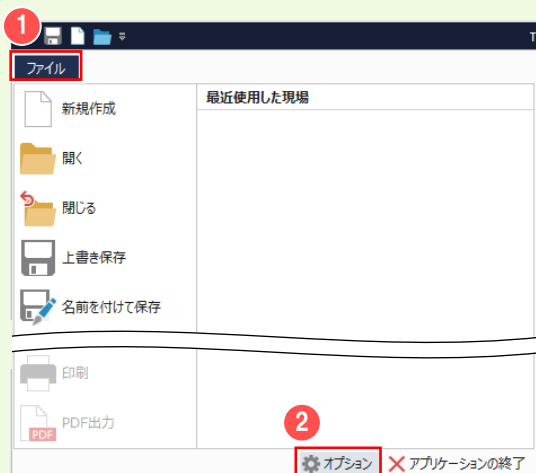 1
T
ファイル
最近使用した現場
新規作成
開く
閉じる
上書き保存
名前を付けて保存
印刷
PDF
PDF出力
2
オプション
アプリケーションの終了